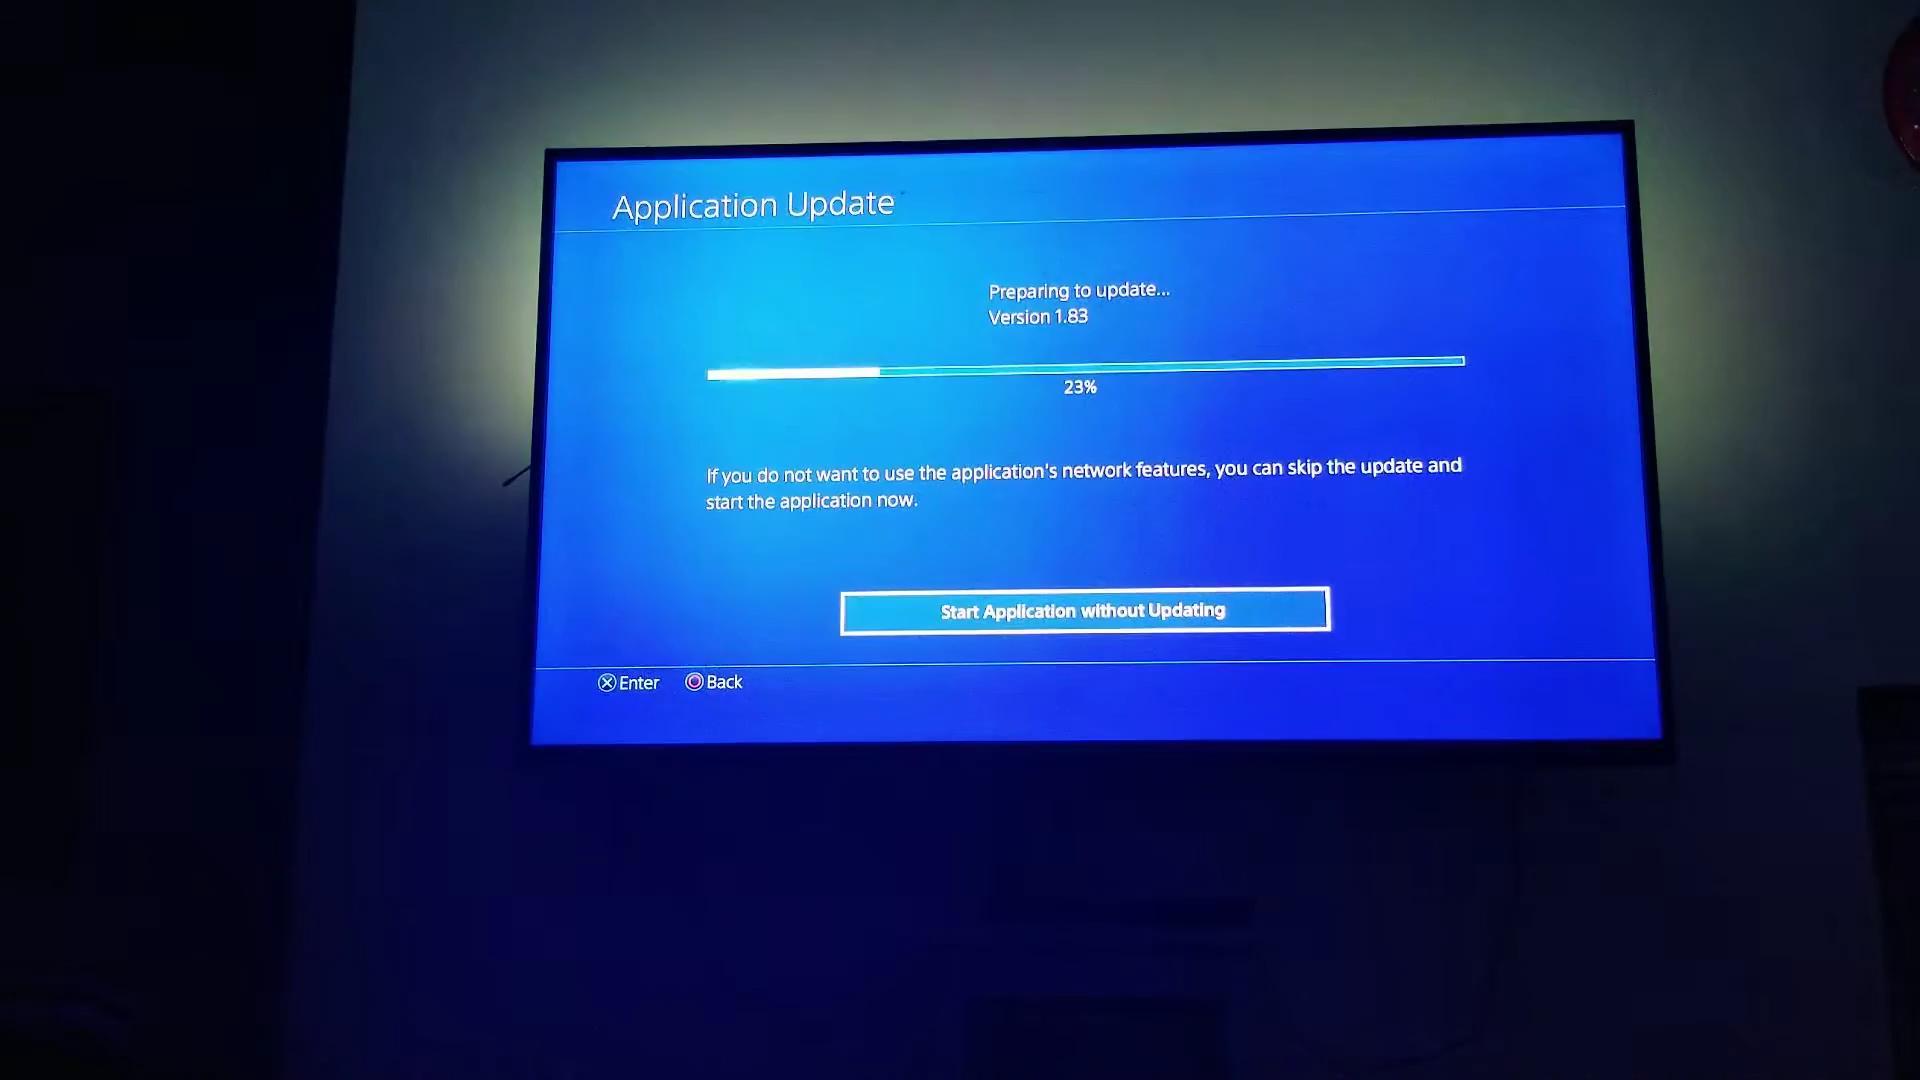 Application Update
Preparing to update...
Version 1.83
23%
If you do not want to use the application's network features, you can skip the update and
start the application now.
Start Application without Updating
Enter Back